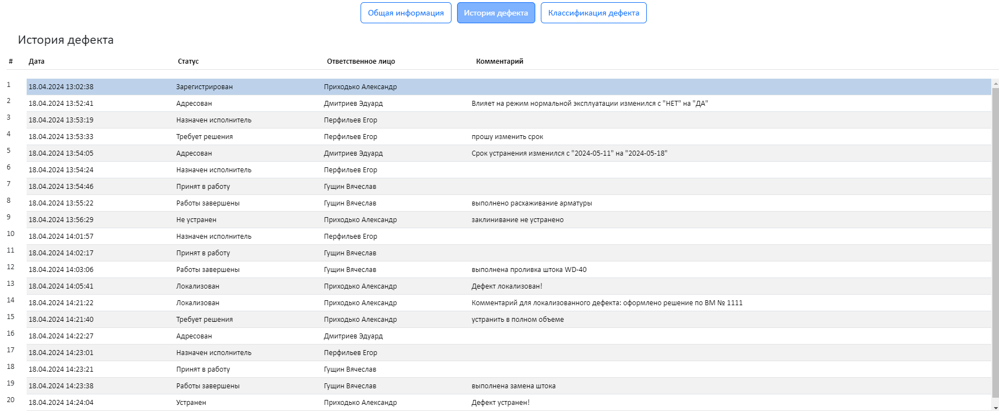 Общая информация История дефекта Классификация дефекта
История дефекта
# Дата Статус Ответственное лицо Комментарий
1 18.04.2024 13:02:38 Зарегистрирован Приходько Александр
2 18.04.2024 13:52:41 Адресован Дмитриев Эдуард Влияет на режим нормальной эксплуатации изменился с "НЕТ" на "ДА"
3 18.04.2024 13:53:19 Назначен исполнитель Перфильев Егор
4 18.04.2024 13:53:33 Требует решения Перфильев Егор прошу изменить срок
5 18.04.2024 13:54:05 Адресован Дмитриев Эдуард Срок устранения изменился с "2024-05-11" на "2024-05-18"
6 18.04.2024 13:54:24 Назначен исполнитель Перфильев Егор
7 18.04.2024 13:54:46 Принят в работу Гущин Вячеслав
8 18.04.2024 13:55:22 Работы завершены Гущин Вячеслав выполнено расхаживание арматуры
9 18.04.2024 13:56:29 Не устранен Приходько Александр заклинивание не устранено
10 18.04.2024 14:01:57 Назначен исполнитель Перфильев Егор
11 18.04.2024 14:02:17 Принят в работу Гущин Вячеслав
12 18.04.2024 14:03:06 Работы завершены Гущин Вячеслав выполнена проливка штока WD-40
13 18.04.2024 14:05:41 Локализован Приходько Александр Дефект локализован!
14 18.04.2024 14:21:22 Локализован Приходько Александр Комментарий для локализованного дефекта: оформлено решение по ВМ № 1111
15 18.04.2024 14:21:40 Требует решения Приходько Александр устранить в полном объеме
16 18.04.2024 14:22:27 Адресован Дмитриев Эдуард
17 18.04.2024 14:23:01 Назначен исполнитель Перфильев Егор
18 18.04.2024 14:23:21 Принят в работу Гущин Вячеслав
19 18.04.2024 14:23:38 Работы завершены Гущин Вячеслав выполнена замена штока
20 18.04.2024 14:24:04 Устранен Приходько Александр Дефект устранен!